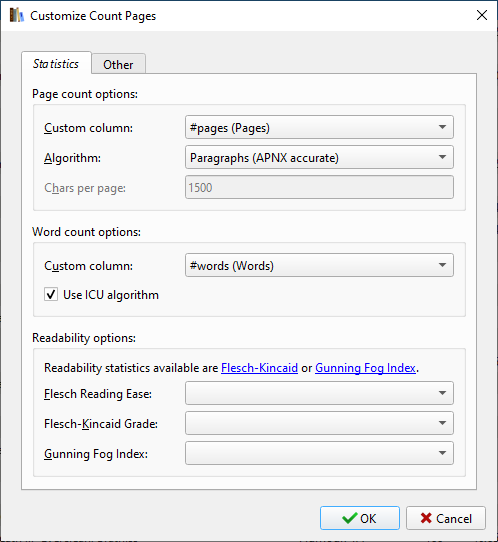 Customize Count Pages
Statistics Other
Page count options:
Custom column: #pages (Pages)
Algorithm: Paragraphs (APNX accurate)
Chars per page: 1500
Word count options:
Custom column: #words (Words)
Use ICU algorithm
Readability options:
Readability statistics available are Flesch-Kincaid or Gunning Fog Index.
Flesch Reading Ease:
Flesch-Kincaid Grade:
Gunning Fog Index:
OK Cancel